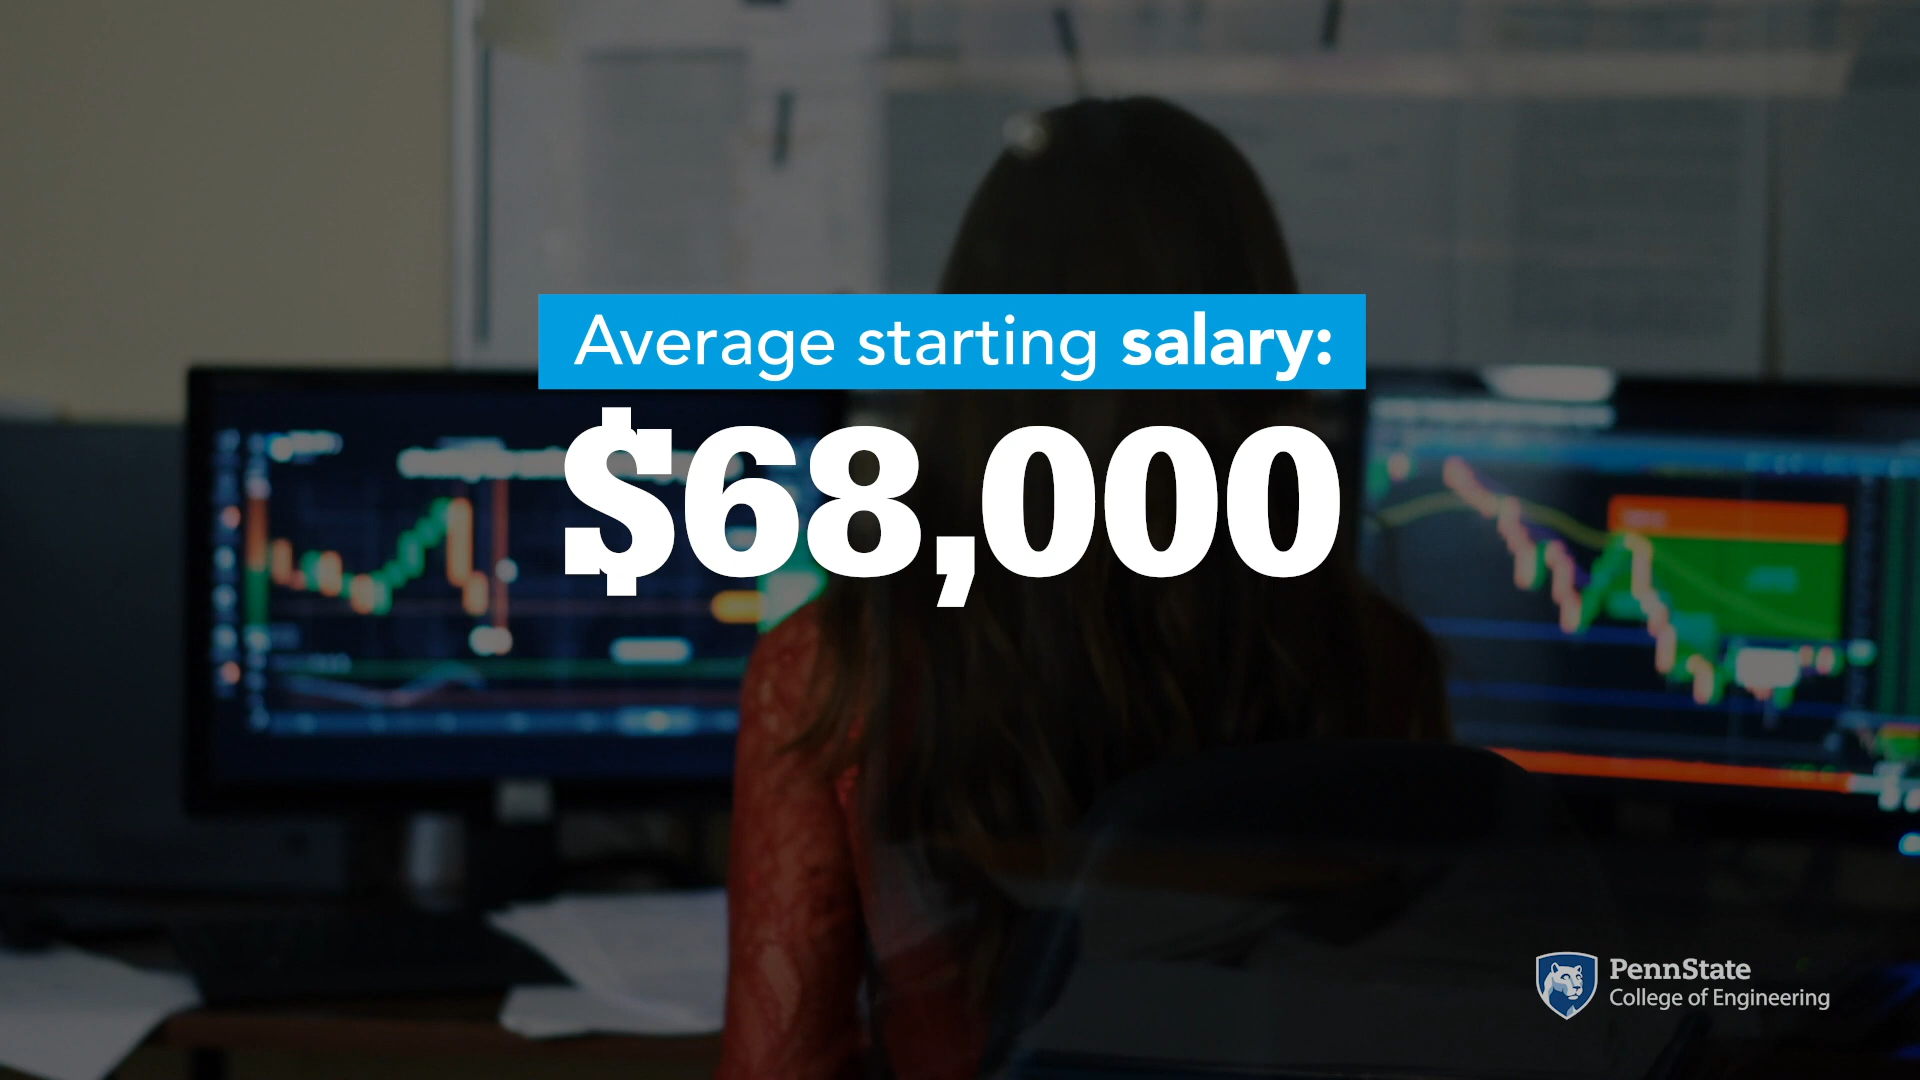 Average starting salary:
$68,000
PennState
College of Engineering